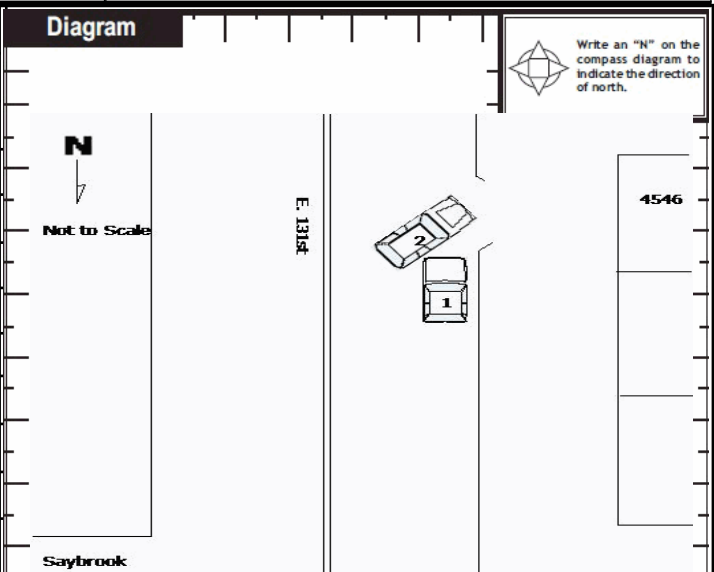 Diagram
Write an “N” on the
compass diagram to
indicate the direction
of north.
N
Not to Scale
E. 131st
4546
2
1
Saybrook